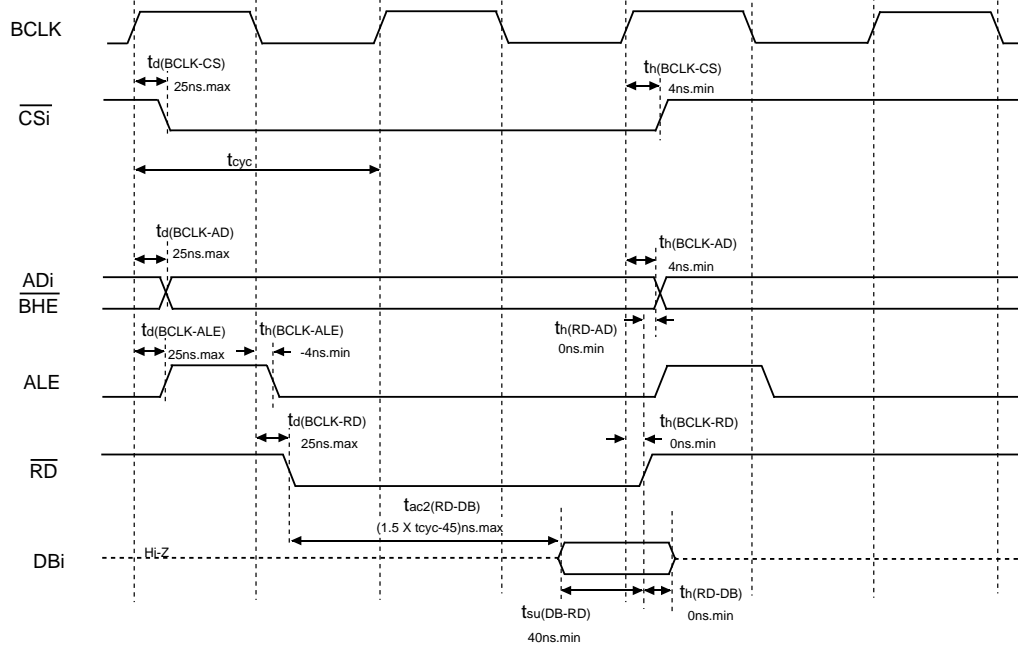 BCLK
td(BCLK-CS)
25ns.max
th(BCLK-CS)
4ns.min
CSi
tcyc
td(BCLK-AD)
25ns.max
th(BCLK-AD)
4ns.min
ADi
BHE
td(BCLK-ALE)
25ns.max
th(BCLK-ALE)
-4ns.min
th(RD-AD)
0ns.min
ALE
td(BCLK-RD)
25ns.max
th(BCLK-RD)
0ns.min
RD
tac2(RD-DB)
(1.5 X tcyc-45)ns.max
Hi-Z
DBi
tsu(DB-RD)
40ns.min
th(RD-DB)
0ns.min